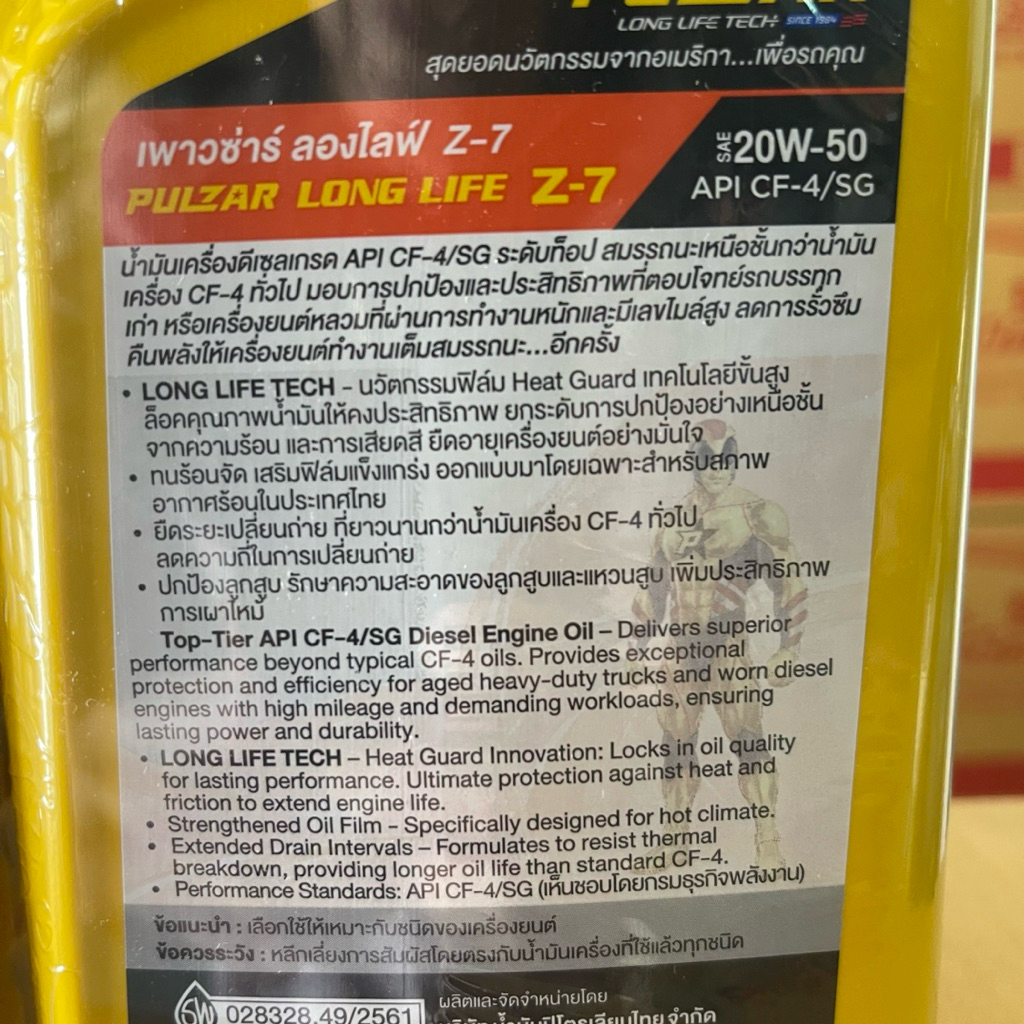 LONG LIFE TECH SINCE 1984
สุดยอดนวัตกรรมจากอเมริกา...เพื่อรถคุณ
เพาวซ่าร์ ลองไลฟ์ Z-7
PULZAR LONG LIFE Z-7
SAE 20W-50
API CF-4/SG
น้ำมันเครื่องดีเซลเกรด API CF-4/SG ระดับท็อป สมรรถนะเหนือชั้นกว่าน้ำมัน
เครื่อง CF-4 ทั่วไป มอบการปกป้องและประสิทธิภาพที่ตอบโจทย์รถบรรทุก
เก่า หรือเครื่องยนต์หลวมที่ผ่านการทำงานหนักและมีเลขไมล์สูง ลดการรั่วซึม
คืนพลังให้เครื่องยนต์ทำงานเต็มสมรรถนะ...อีกครั้ง
• LONG LIFE TECH – นวัตกรรมฟิล์ม Heat Guard เทคโนโลยีขั้นสูง
ล็อคคุณภาพน้ำมันให้คงประสิทธิภาพ ยกระดับการปกป้องอย่างเหนือชั้น
จากความร้อน และการเสียดสี ยืดอายุเครื่องยนต์อย่างมั่นใจ
• ทนร้อนจัด เสริมฟิล์มแข็งแกร่ง ออกแบบมาโดยเฉพาะสำหรับสภาพ
อากาศร้อนในประเทศไทย
• ยืดระยะเปลี่ยนถ่าย ที่ยาวนานกว่าน้ำมันเครื่อง CF-4 ทั่วไป
ลดความถี่ในการเปลี่ยนถ่าย
• ปกป้องลูกสูบ รักษาความสะอาดของลูกสูบและแหวนสูบ เพิ่มประสิทธิภาพ
การเผาไหม้
Top-Tier API CF-4/SG Diesel Engine Oil – Delivers superior
performance beyond typical CF-4 oils. Provides exceptional
protection and efficiency for aged heavy-duty trucks and worn diesel
engines with high mileage and demanding workloads, ensuring
lasting power and durability.
• LONG LIFE TECH – Heat Guard Innovation: Locks in oil quality
for lasting performance. Ultimate protection against heat and
friction to extend engine life.
• Strengthened Oil Film – Specifically designed for hot climate.
• Extended Drain Intervals – Formulates to resist thermal
breakdown, providing longer oil life than standard CF-4.
• Performance Standards: API CF-4/SG (เห็นชอบโดยกรมธุรกิจพลังงาน)
ข้อแนะนำ : เลือกใช้ให้เหมาะกับชนิดของเครื่องยนต์
ข้อควรระวัง : หลีกเลี่ยงการสัมผัสโดยตรงกับน้ำมันเครื่องที่ใช้แล้วทุกชนิด
028328.49/2561
ผลิตและจัดจำหน่ายโดย
บริษัท น้ำมันปิโตรเลียมไทย จำกัด